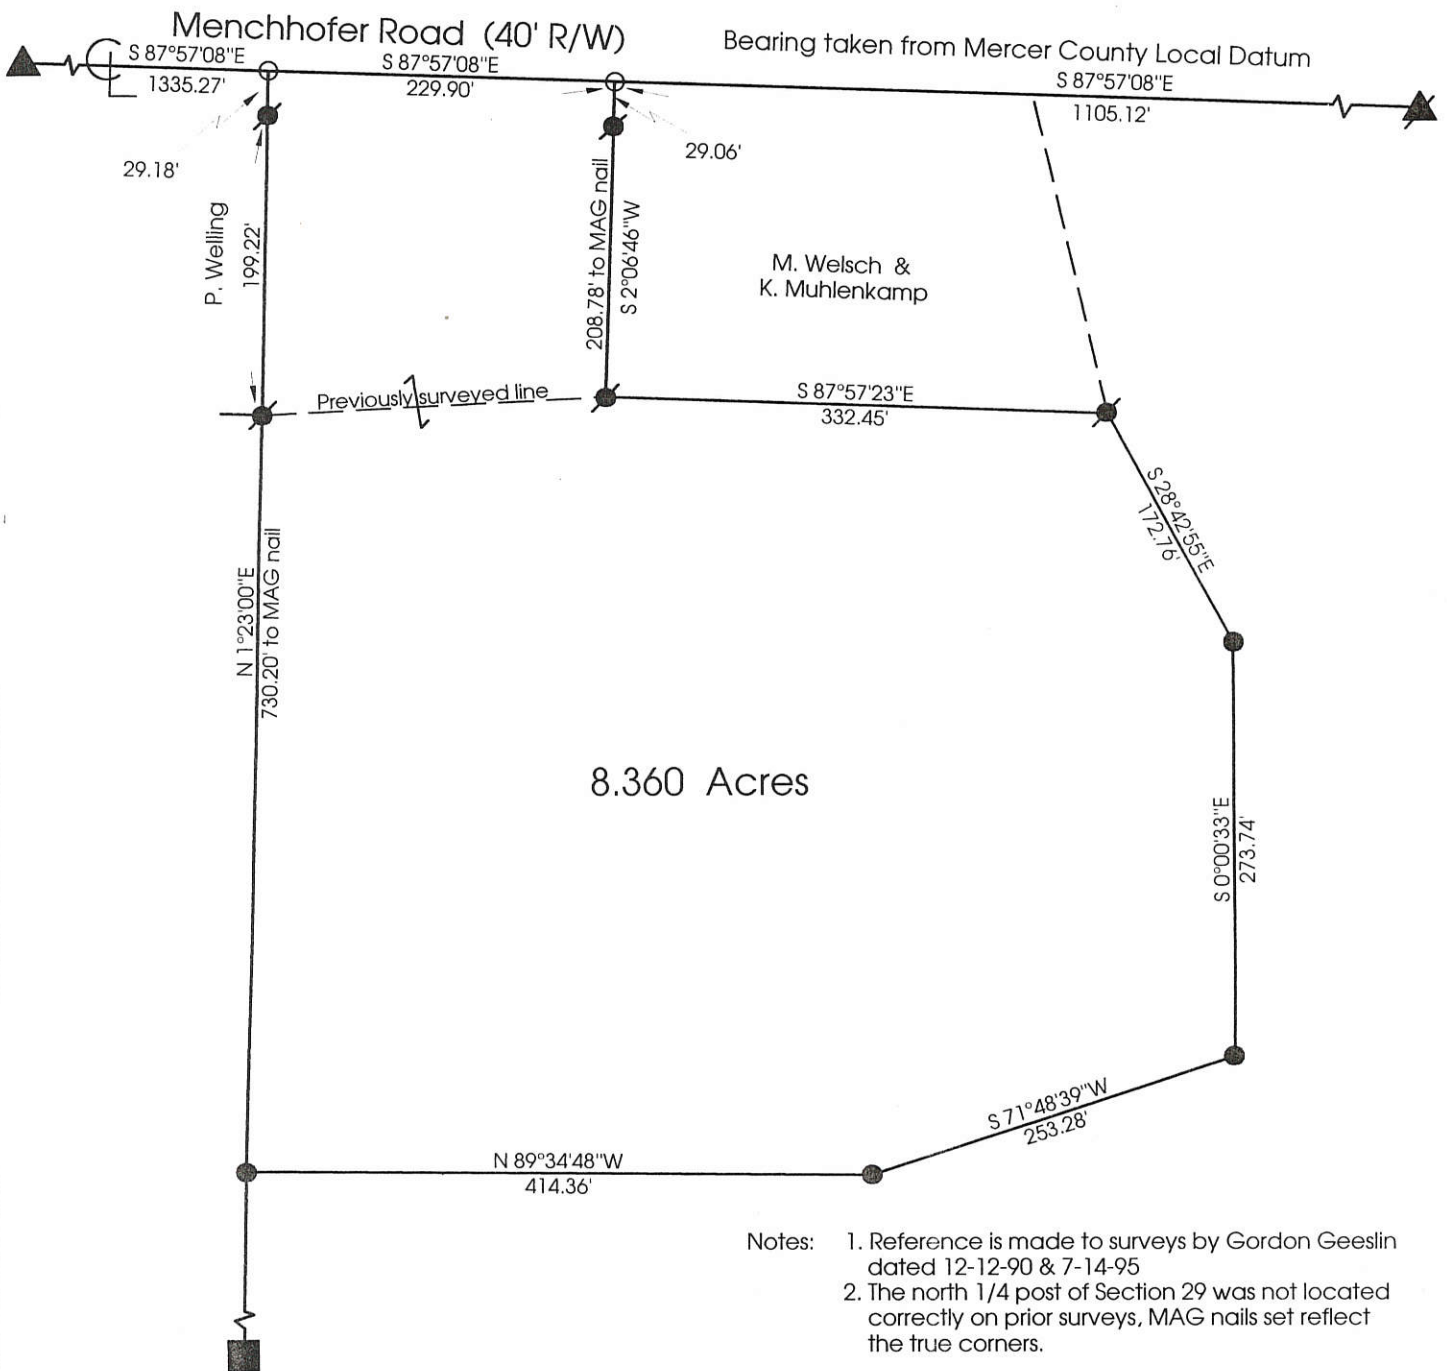 Menchhofer Road (40' R/W)
Bearing taken from Mercer County Local Datum
S 87°57'08"E
1335.27'
S 87°57'08"E
229.90'
S 87°57'08"E
1105.12'
29.18'
29.06'
P. Welling
199.22'
208.78' to MAG nail
S 2°06'46"W
M. Welsch &
K. Muhlenkamp
Previously surveyed line
S 87°57'23"E
332.45'
S 28°42'55"E
172.76'
N 1°23'00"E
730.20' to MAG nail
8.360 Acres
S 0°00'33"E
273.74'
S 71°48'39"W
253.28'
N 89°34'48"W
414.36'
Notes: 1. Reference is made to surveys by Gordon Geeslin
dated 12-12-90 & 7-14-95
2. The north 1/4 post of Section 29 was not located
correctly on prior surveys, MAG nails set reflect
the true corners.